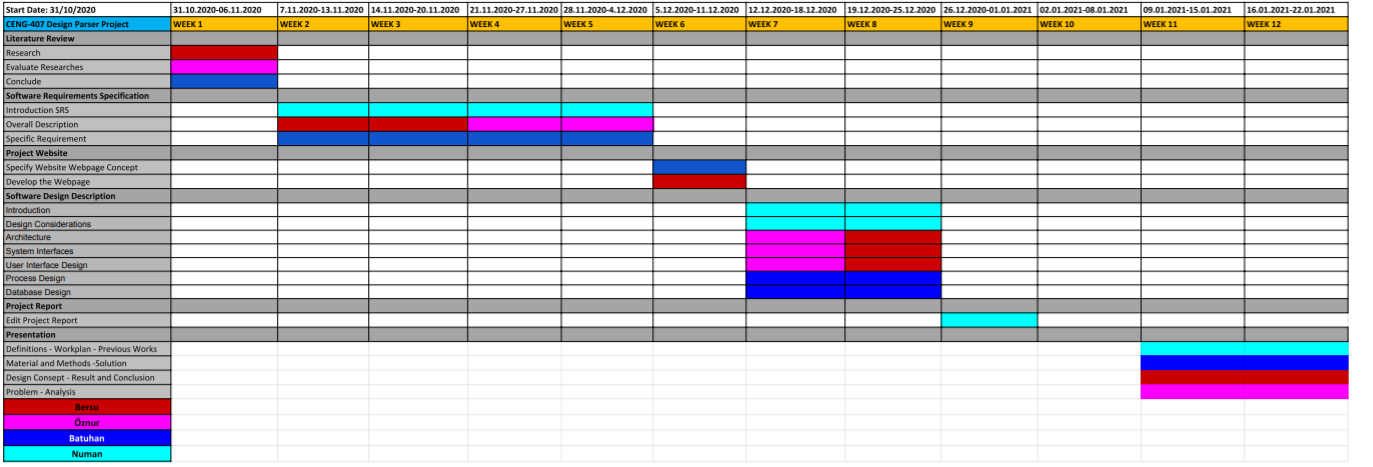 Start Date: 31/10/2020 31.10.2020-06.11.2020 7.11.2020-13.11.2020 14.11.2020-20.11.2020 21.11.2020-27.11.2020 28.11.2020-4.12.2020 5.12.2020-11.12.2020 12.12.2020-18.12.2020 19.12.2020-25.12.2020 26.12.2020-01.01.2021 02.01.2021-08.01.2021 09.01.2021-15.01.2021 16.01.2021-22.01.2021
CENG-407 Design Parser Project WEEK 1 WEEK 2 WEEK 3 WEEK 4 WEEK 5 WEEK 6 WEEK 7 WEEK 8 WEEK 9 WEEK 10 WEEK 11 WEEK 12
Literature Review
Research
Evaluate Researches
Conclude
Software Requirements Specification
Introduction SRS
Overall Description
Specific Requirement
Project Website
Specify Website Webpage Concept
Develop the Webpage
Software Design Description
Introduction
Design Considerations
Architecture
System Interfaces
User Interface Design
Process Design
Database Design
Project Report
Edit Project Report
Presentation
Definitions - Workplan - Previous Works
Material and Methods -Solution
Design Concept - Result and Conclusion
Problem - Analysis
Bersu
Öznur
Batuhan
Numan